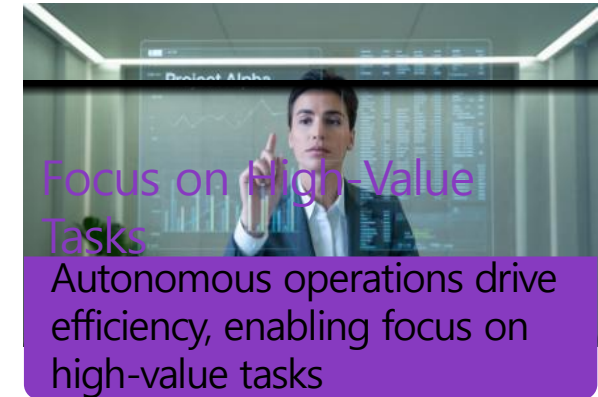 Project Alpha
Focus on High-Value
Tasks
Autonomous operations drive
efficiency, enabling focus on
high-value tasks